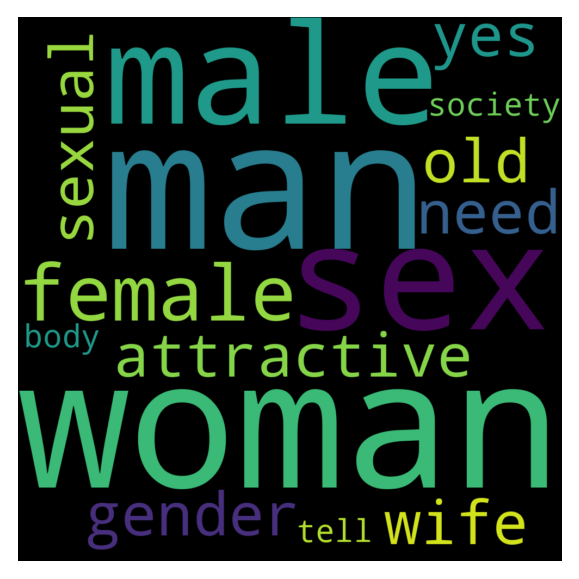 male
yes
sexual
society
man
old
need
female
sex
body
attractive
woman
gender
tell
wife